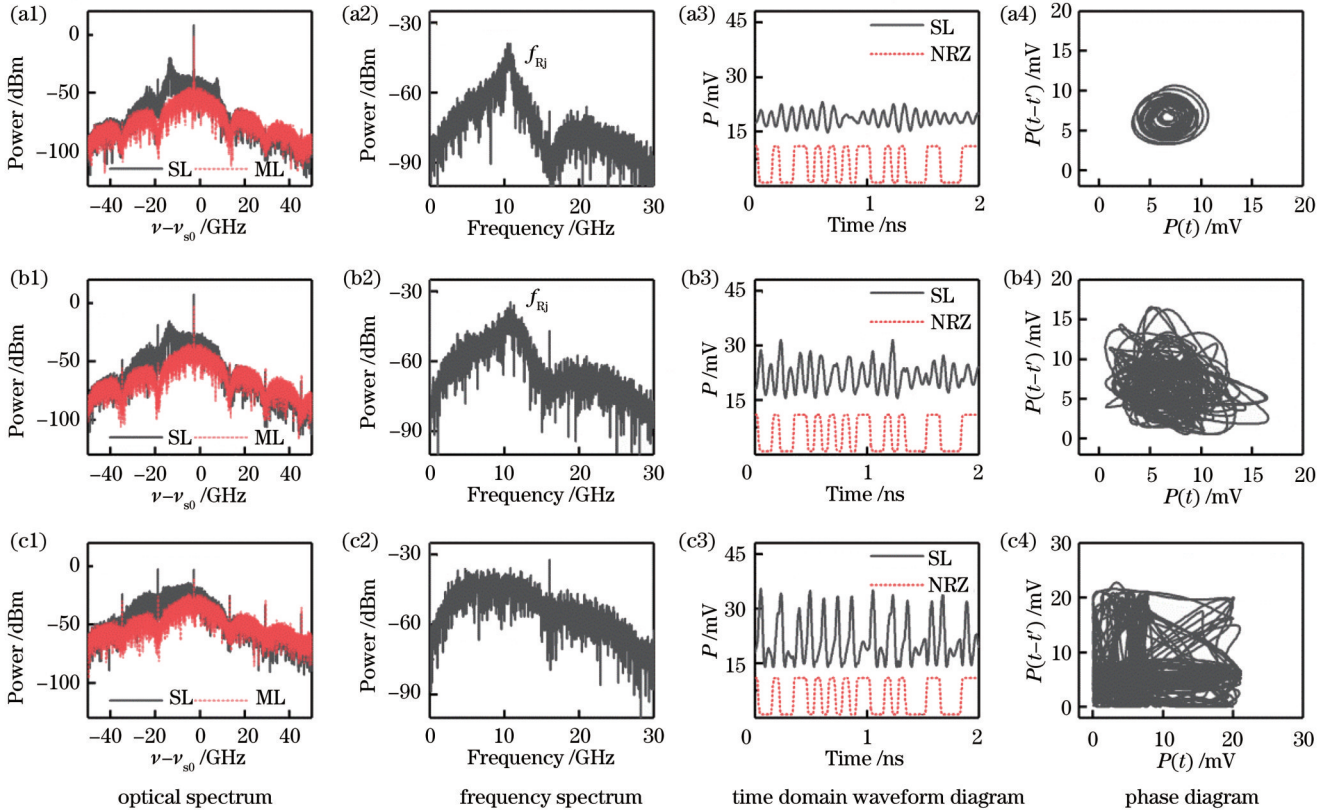 (a1)
0
−50
−100
Power /dBm
SL
ML
−40 −20 0 20 40
ν−νs0 /GHz
(a2)
−30
−60
−90
Power /dBm
fRj
0 10 20 30
Frequency /GHz
(a3)
45
30
15
0
P /mV
SL
NRZ
0 1 2
Time /ns
(a4)
20
15
10
5
0
P(t−t′) /mV
0 5 10 15 20
P(t) /mV
(b1)
0
−50
−100
Power /dBm
SL
ML
−40 −20 0 20 40
ν−νs0 /GHz
(b2)
−30
−60
−90
Power /dBm
fRj
0 10 20 30
Frequency /GHz
(b3)
45
30
15
0
P /mV
SL
NRZ
0 1 2
Time /ns
(b4)
20
15
10
5
0
P(t−t′) /mV
0 5 10 15 20
P(t) /mV
(c1)
0
−50
−100
Power /dBm
SL
ML
−40 −20 0 20 40
ν−νs0 /GHz
(c2)
−30
−60
−90
Power /dBm
0 10 20 30
Frequency /GHz
(c3)
45
30
15
0
P /mV
SL
NRZ
0 1 2
Time /ns
(c4)
30
20
10
0
P(t−t′) /mV
0 10 20 30
P(t) /mV
optical spectrum
frequency spectrum
time domain waveform diagram
phase diagram